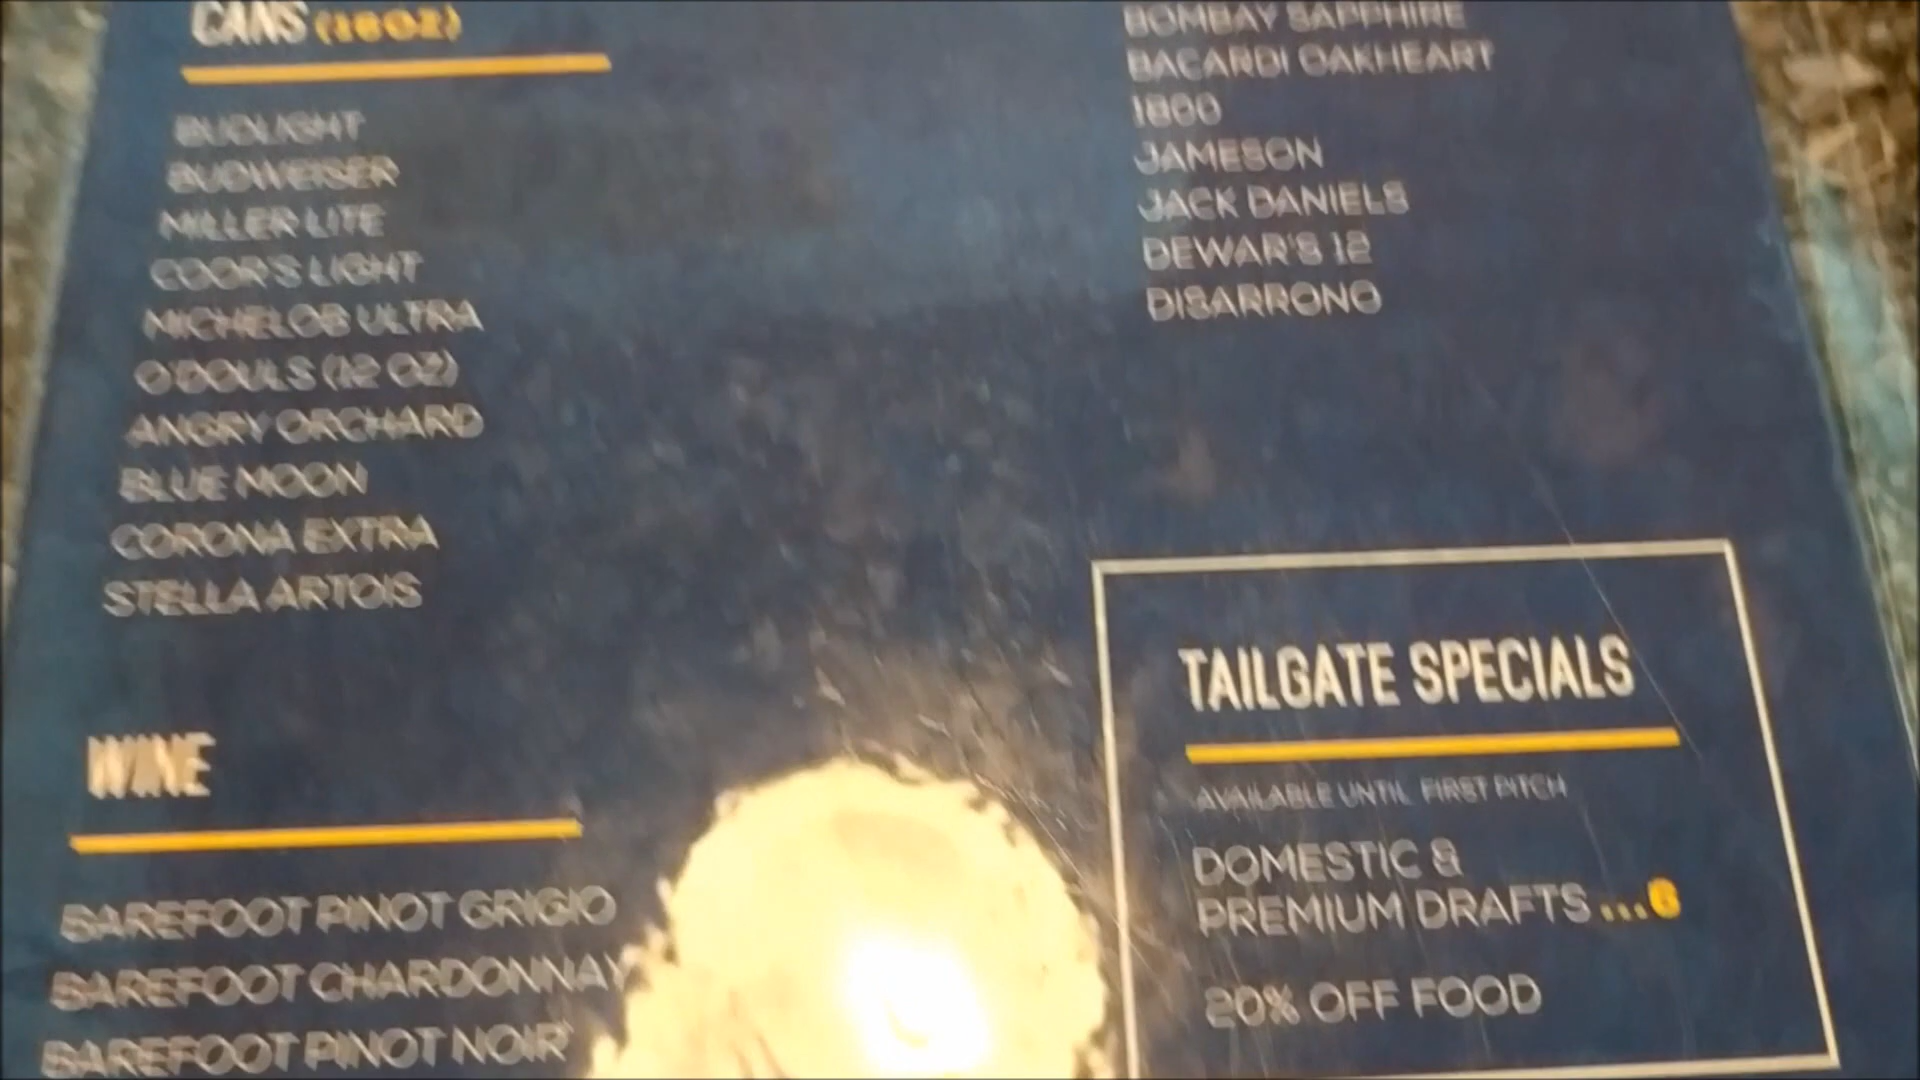 CANS (16OZ)
BUDLIGHT
BUDWEISER
MILLER LITE
COOR'S LIGHT
MICHELOB ULTRA
O'DOULS (12 OZ)
ANGRY ORCHARD
BLUE MOON
CORONA EXTRA
STELLA ARTOIS
WINE
BAREFOOT PINOT GRIGIO
BAREFOOT CHARDONNAY
BAREFOOT PINOT NOIR
BOMBAY SAPPHIRE
BACARDI OAKHEART
1800
JAMESON
JACK DANIELS
DEWAR'S 12
DISARRONO
TAILGATE SPECIALS
AVAILABLE UNTIL FIRST PITCH
DOMESTIC &
PREMIUM DRAFTS ...6
20% OFF FOOD